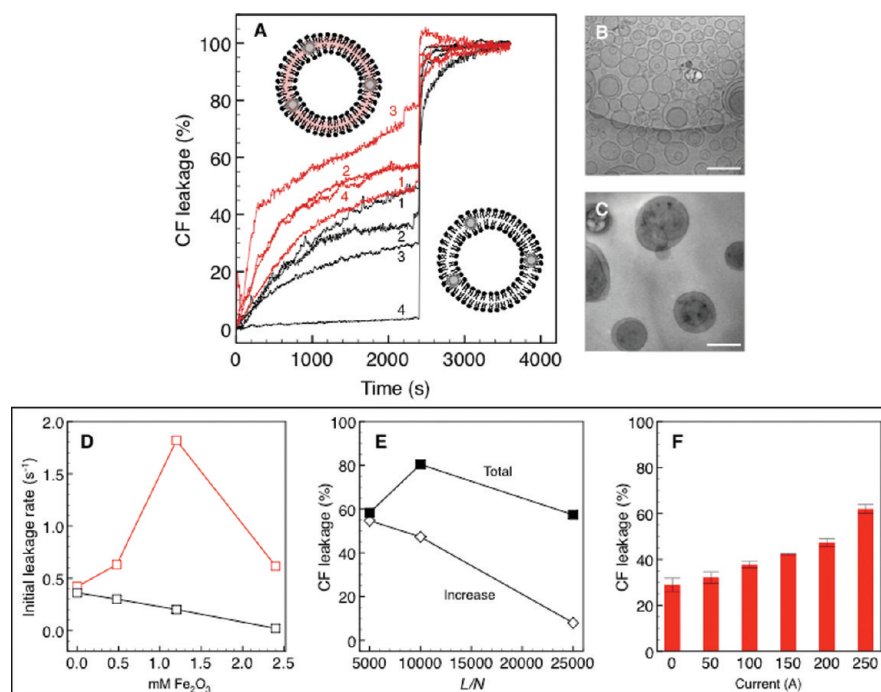 A
CF leakage (%)
100
80
60
40
20
0
3
2
4
1
1
2
3
4
0 1000 2000 3000 4000
Time (s)
B
C
D
Initial leakage rate (s⁻¹)
2.0
1.5
1.0
0.5
0.0
0.0 0.5 1.0 1.5 2.0 2.5
mM Fe₂O₃
E
CF leakage (%)
100
80
60
40
20
0
Total
Increase
5000 10000 15000 20000 25000
L/N
F
CF leakage (%)
100
80
60
40
20
0
0 50 100 150 200 250
Current (A)